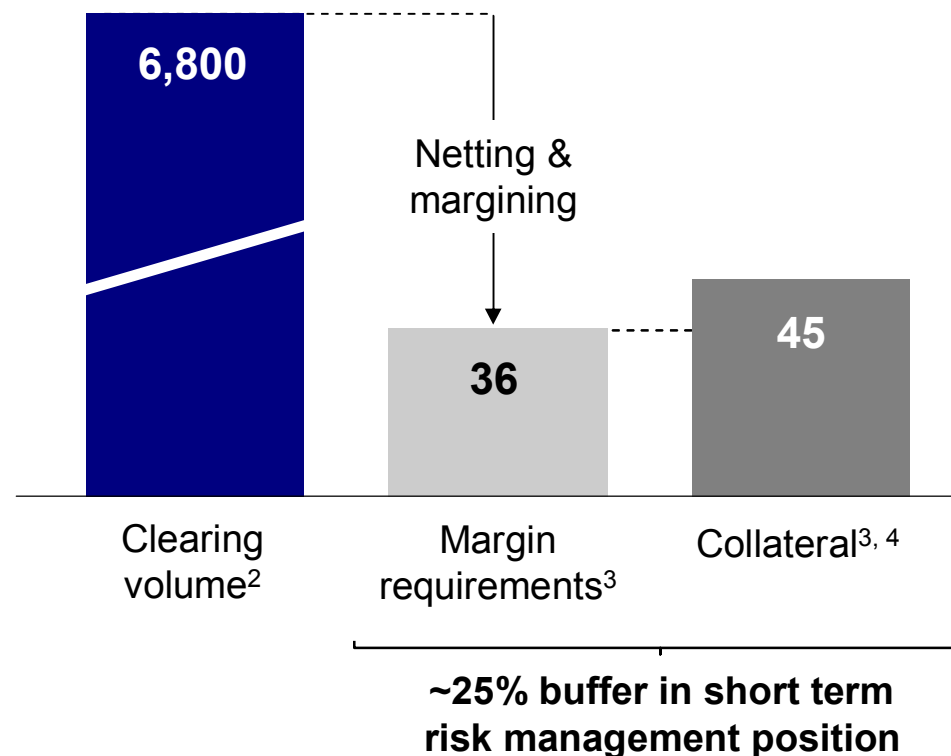 6,800
Netting &
margining
36
45
Clearing
volume²
Margin
requirements³
Collateral³, ⁴
~25% buffer in short term
risk management position